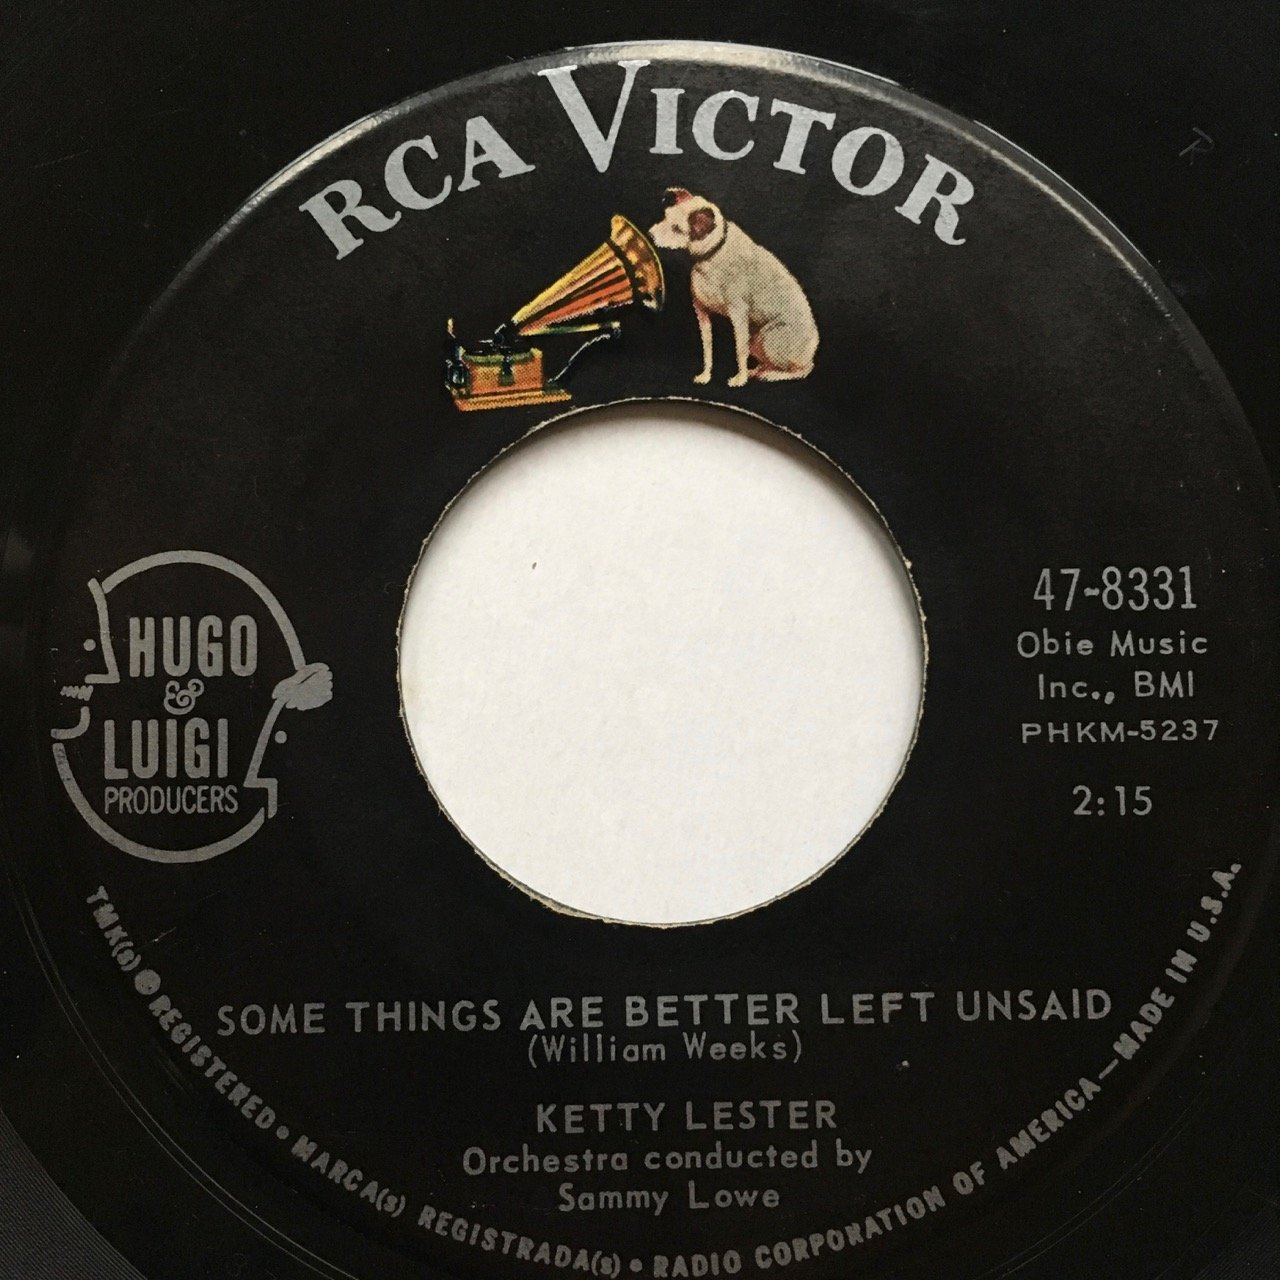 RCA VICTOR
HUGO
&
LUIGI
PRODUCERS
47-8331
Obie Music
Inc., BMI
PHKM-5237
2:15
SOME THINGS ARE BETTER LEFT UNSAID
(William Weeks)
KETTY LESTER
Orchestra conducted by
Sammy Lowe
TMK(s) ® REGISTERED • MARCA(s) REGISTRADA(s) • RADIO CORPORATION OF AMERICA — MADE IN U.S.A.